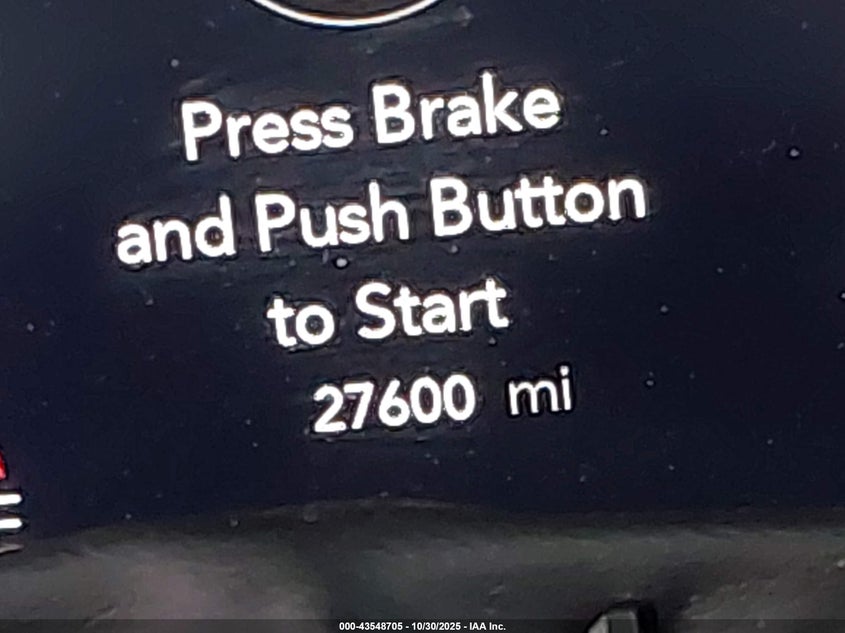 Press Brake
and Push Button
to Start
27600 mi
000-43548705 - 10/30/2025 - IAA Inc.